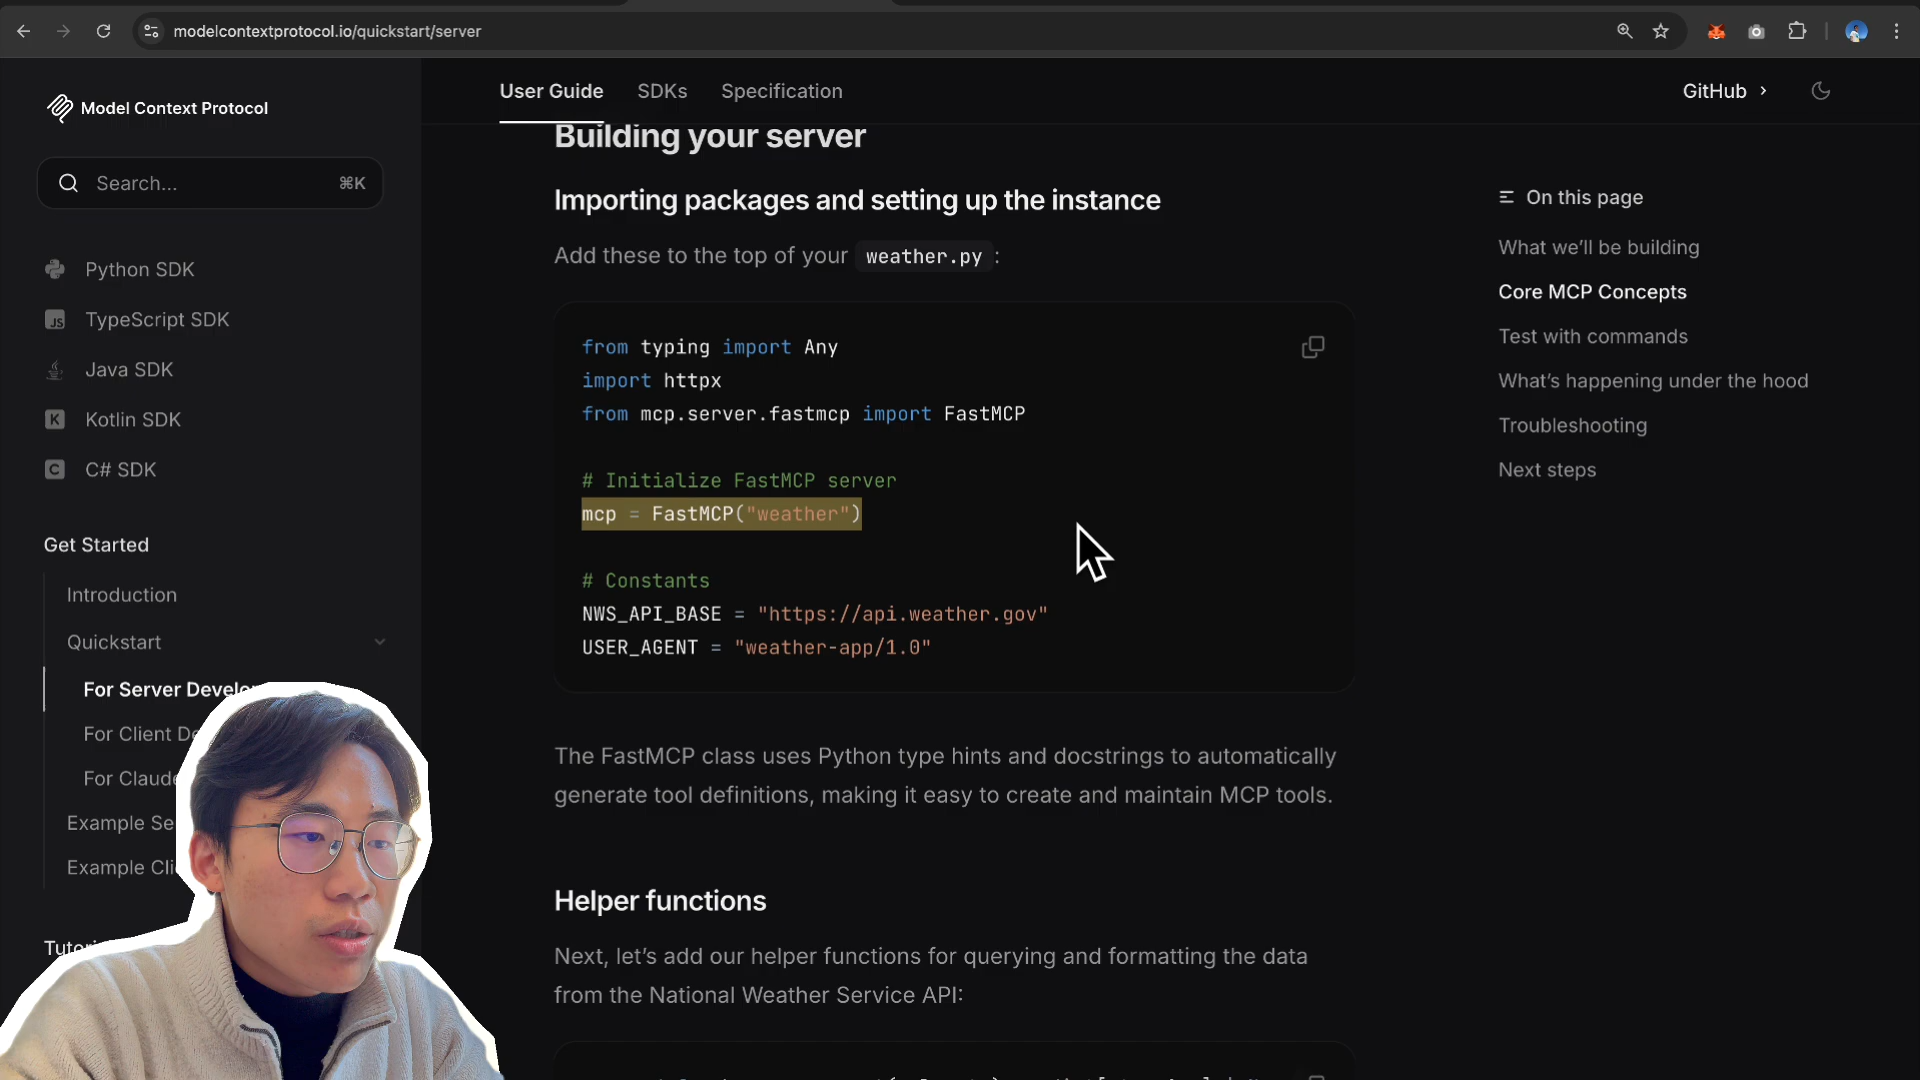 modelcontextprotocol.io/quickstart/server
Model Context Protocol
Search...
⌘K
Python SDK
TypeScript SDK
Java SDK
Kotlin SDK
C# SDK
Get Started
Introduction
Quickstart
For Server
For Client
For
Example
Example
User Guide
SDKs
Specification
GitHub
Building your server
Importing packages and setting up the instance
Add these to the top of your weather.py :
from typing import Any
import httpx
from mcp.server.fastmcp import FastMCP
# Initialize FastMCP server
mcp = FastMCP("weather")
# Constants
NWS_API_BASE = "https://api.weather.gov"
USER_AGENT = "weather-app/1.0"
The FastMCP class uses Python type hints and docstrings to automatically
generate tool definitions, making it easy to create and maintain MCP tools.
Helper functions
Next, let's add our helper functions for querying and formatting the data
from the National Weather Service API:
On this page
What we'll be building
Core MCP Concepts
Test with commands
What's happening under the hood
Troubleshooting
Next steps